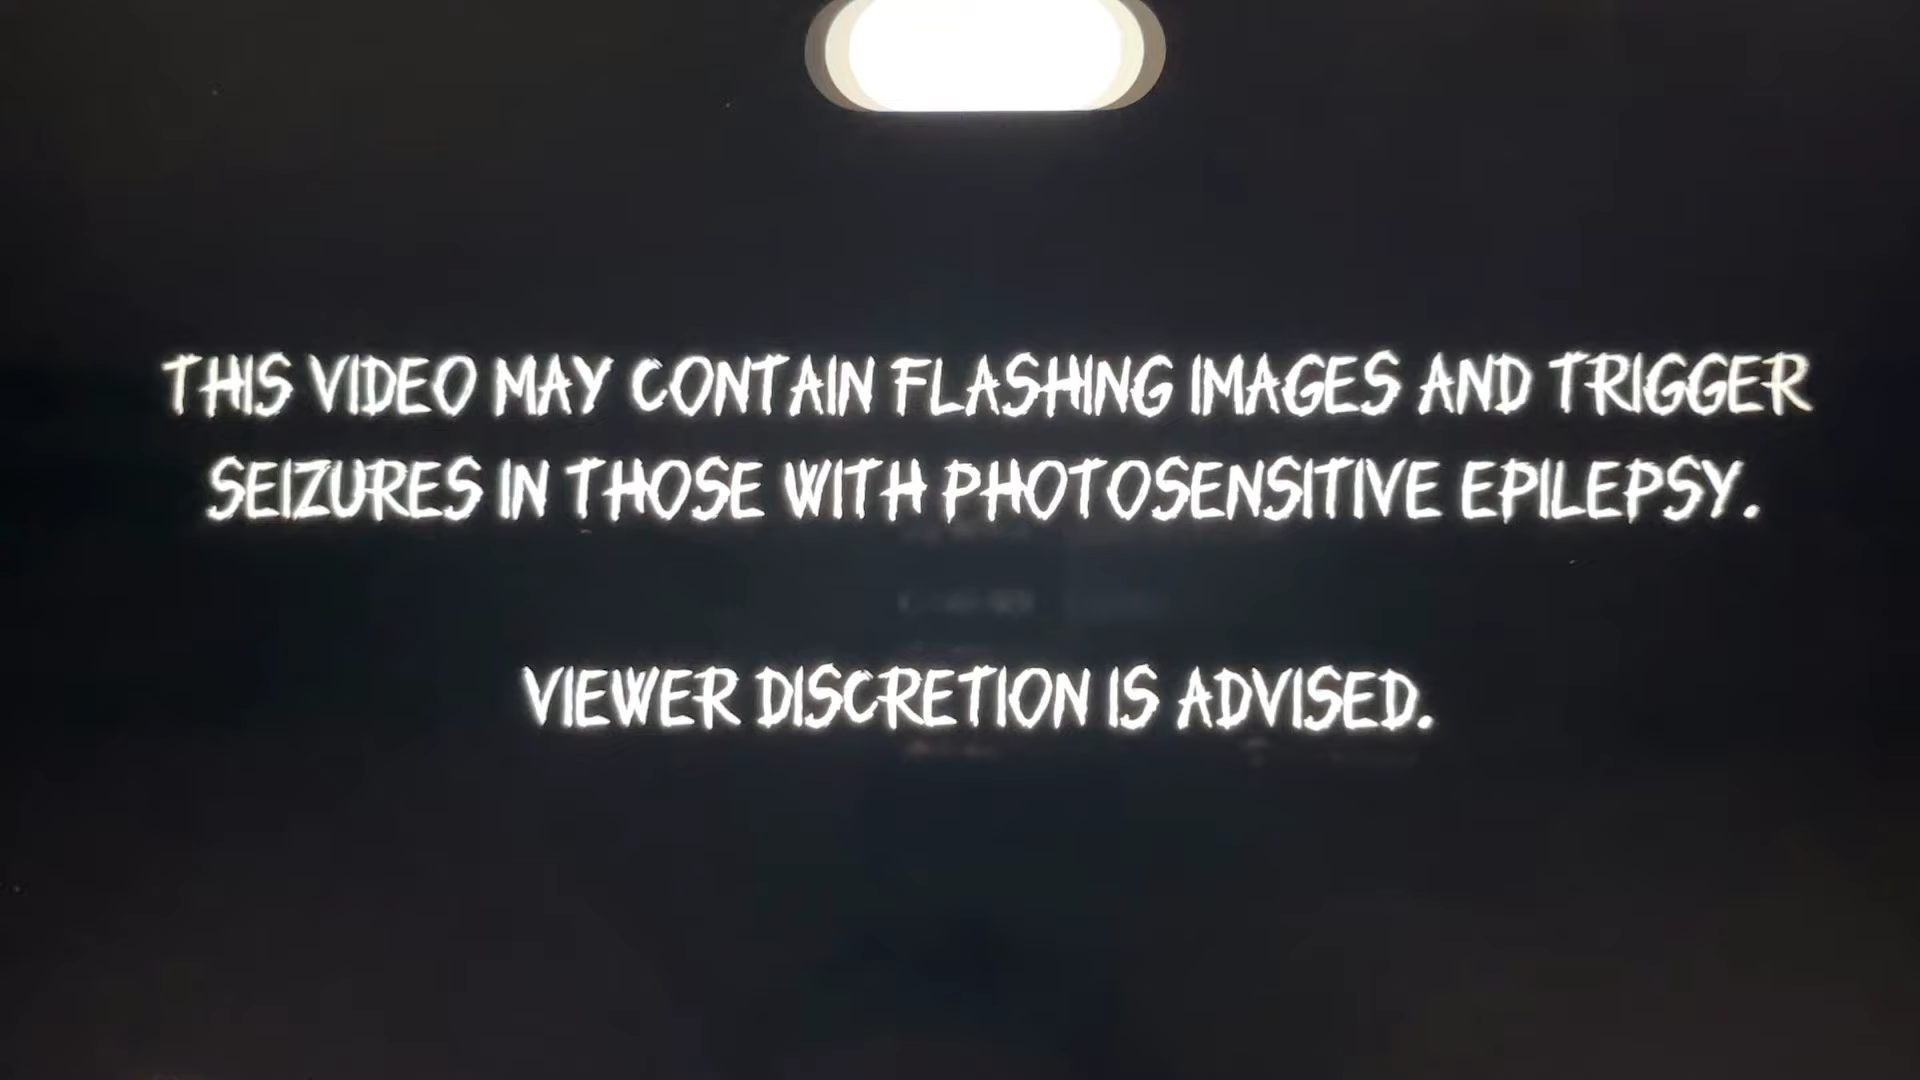 THIS VIDEO MAY CONTAIN FLASHING IMAGES AND TRIGGER
SEIZURES IN THOSE WITH PHOTOSENSITIVE EPILEPSY.
VIEWER DISCRETION IS ADVISED.